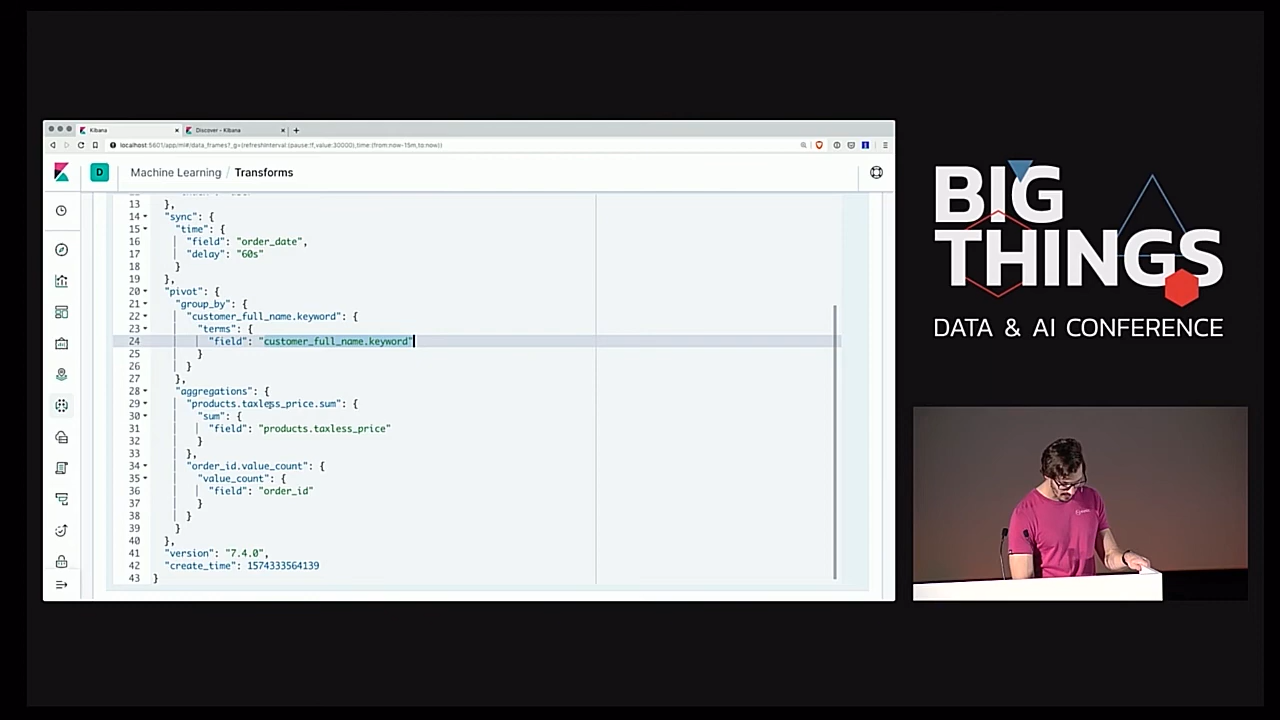 Kibana
Discover - Kibana
Machine Learning / Transforms
D
13 },
14 "sync": {
15 "time": {
16 "field": "order_date",
17 "delay": "60s"
18 }
19 },
20 "pivot": {
21 "group_by": {
22 "customer_full_name.keyword": {
23 "terms": {
24 "field": "customer_full_name.keyword"
25 }
26 }
27 },
28 "aggregations": {
29 "products.taxless_price.sum": {
30 "sum": {
31 "field": "products.taxless_price"
32 }
33 },
34 "order_id.value_count": {
35 "value_count": {
36 "field": "order_id"
37 }
38 }
39 }
40 },
41 "version": "7.4.0",
42 "create_time": 1574333564139
43 }
BIG
THINGS
DATA & AI CONFERENCE